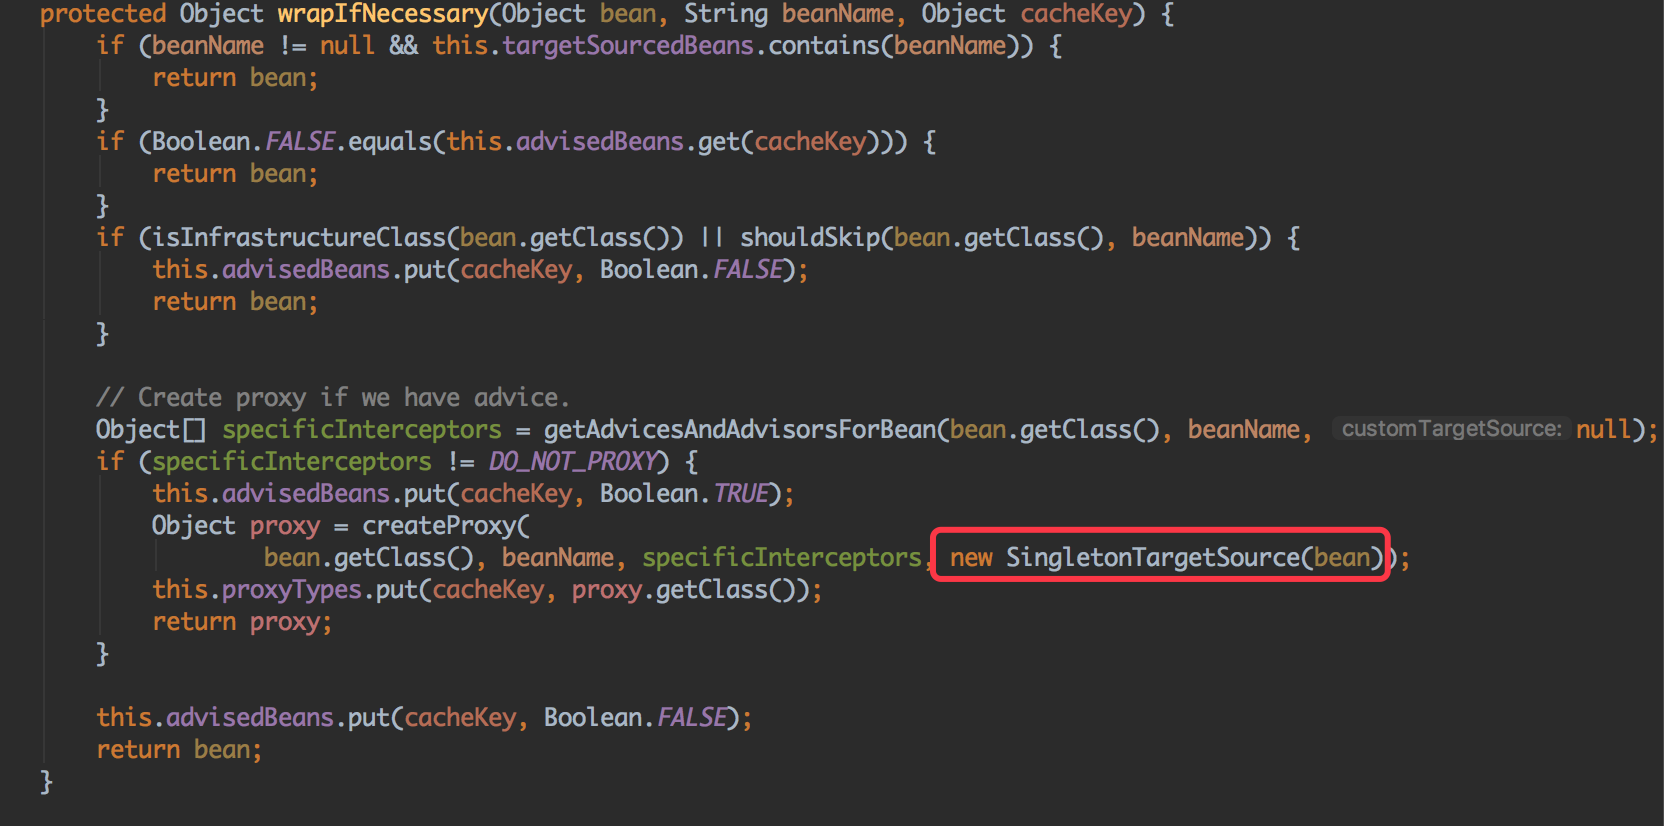 protected Object wrapIfNecessary(Object bean, String beanName, Object cacheKey) {
    if (beanName != null && this.targetSourcedBeans.contains(beanName)) {
        return bean;
    }
    if (Boolean.FALSE.equals(this.advisedBeans.get(cacheKey))) {
        return bean;
    }
    if (isInfrastructureClass(bean.getClass()) || shouldSkip(bean.getClass(), beanName)) {
        this.advisedBeans.put(cacheKey, Boolean.FALSE);
        return bean;
    }

    // Create proxy if we have advice.
    Object[] specificInterceptors = getAdvicesAndAdvisorsForBean(bean.getClass(), beanName, customTargetSource: null);
    if (specificInterceptors != DO_NOT_PROXY) {
        this.advisedBeans.put(cacheKey, Boolean.TRUE);
        Object proxy = createProxy(
                bean.getClass(), beanName, specificInterceptors, new SingletonTargetSource(bean));
        this.proxyTypes.put(cacheKey, proxy.getClass());
        return proxy;
    }

    this.advisedBeans.put(cacheKey, Boolean.FALSE);
    return bean;
}